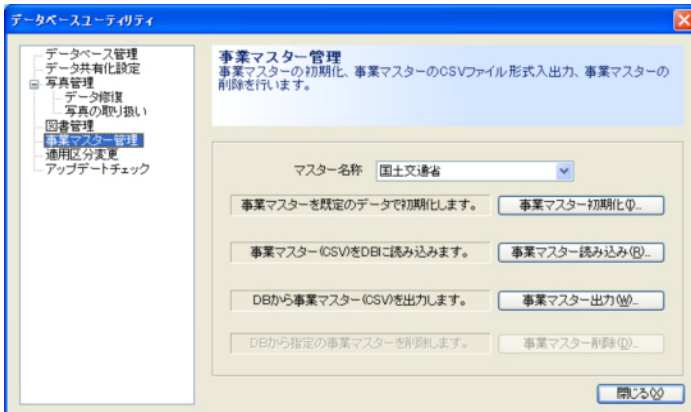 データベースユーティリティ
データベース管理
データ共有化設定
写真管理
データ修復
写真の取り扱い
図書管理
事業マスター管理
適用区分変更
アップデートチェック
事業マスター管理
事業マスターの初期化、事業マスターのCSVファイル形式入出力、事業マスターの
削除を行います。
マスター名称 国土交通省
事業マスターを既定のデータで初期化します。 事業マスター初期化(I)...
事業マスター(CSV)をDBに読み込みます。 事業マスター読み込み(R)...
DBから事業マスター(CSV)を出力します。 事業マスター出力(W)...
DBから指定の事業マスターを削除します。 事業マスター削除(D)...
閉じる(X)